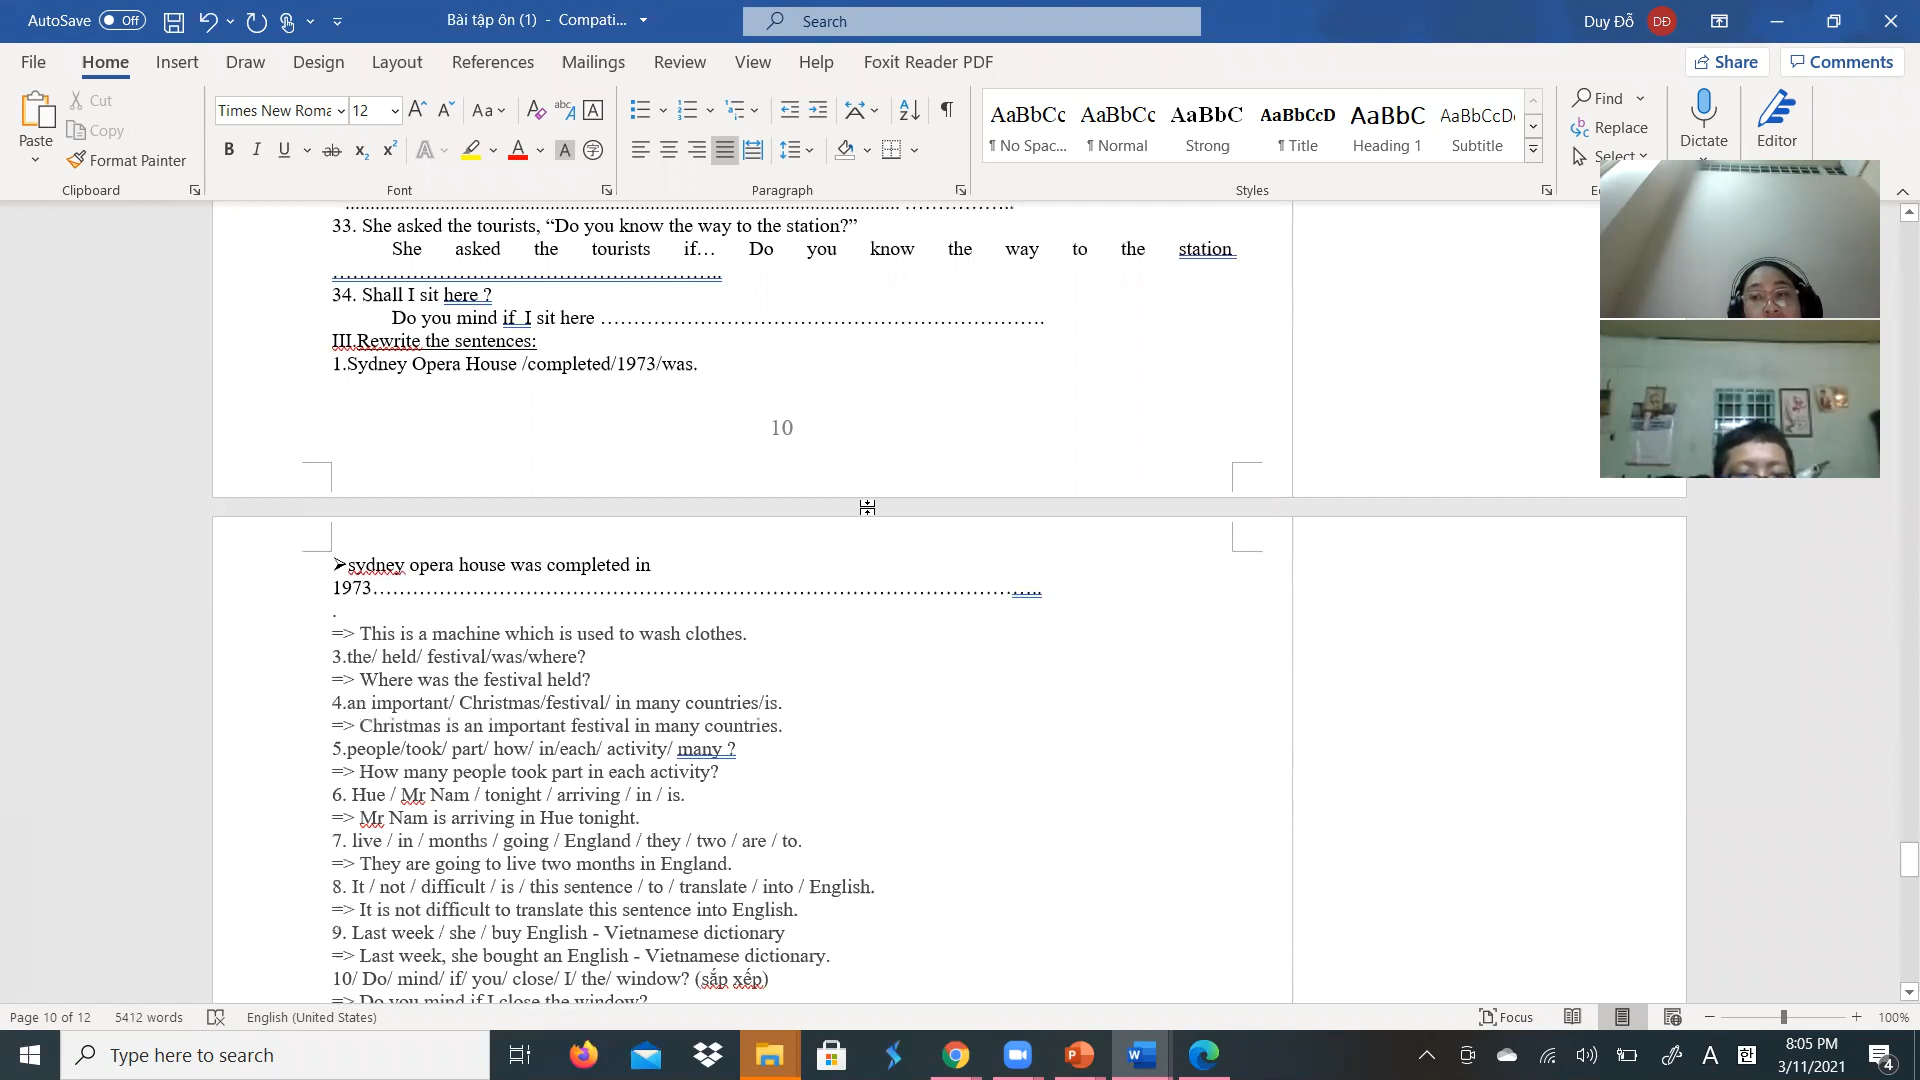 AutoSave Off Bài tập ôn (1) - Compati... Search Duy Đỗ DĐ
File Home Insert Draw Design Layout References Mailings Review View Help Foxit Reader PDF Share Comments
Paste Cut Copy Format Painter
Clipboard
Times New Roma 12
Font
Paragraph
AaBbCc AaBbCc AaBbC AaBbCcD AaBbC AaBbCcD
¶ No Spac... ¶ Normal Strong ¶ Title Heading 1 Subtitle
Styles
Find
Replace
Select
Dictate
Editor
33. She asked the tourists, “Do you know the way to the station?”
She asked the tourists if… Do you know the way to the station
…………………………………………………..
34. Shall I sit here ?
Do you mind if I sit here ………………………………………………………….
III.Rewrite the sentences:
1.Sydney Opera House /completed/1973/was.
10
➢sydney opera house was completed in
1973…………………………………………………………………………………………..
.
=> This is a machine which is used to wash clothes.
3.the/ held/ festival/was/where?
=> Where was the festival held?
4.an important/ Christmas/festival/ in many countries/is.
=> Christmas is an important festival in many countries.
5.people/took/ part/ how/ in/each/ activity/ many ?
=> How many people took part in each activity?
6. Hue / Mr Nam / tonight / arriving / in / is.
=> Mr Nam is arriving in Hue tonight.
7. live / in / months / going / England / they / two / are / to.
=> They are going to live two months in England.
8. It / not / difficult / is / this sentence / to / translate / into / English.
=> It is not difficult to translate this sentence into English.
9. Last week / she / buy English - Vietnamese dictionary
=> Last week, she bought an English - Vietnamese dictionary.
10/ Do/ mind/ if/ you/ close/ I/ the/ window? (sắp xếp)
=> Do you mind if I close the window?
Page 10 of 12 5412 words English (United States) Focus 100%
Type here to search 8:05 PM
3/11/2021 4